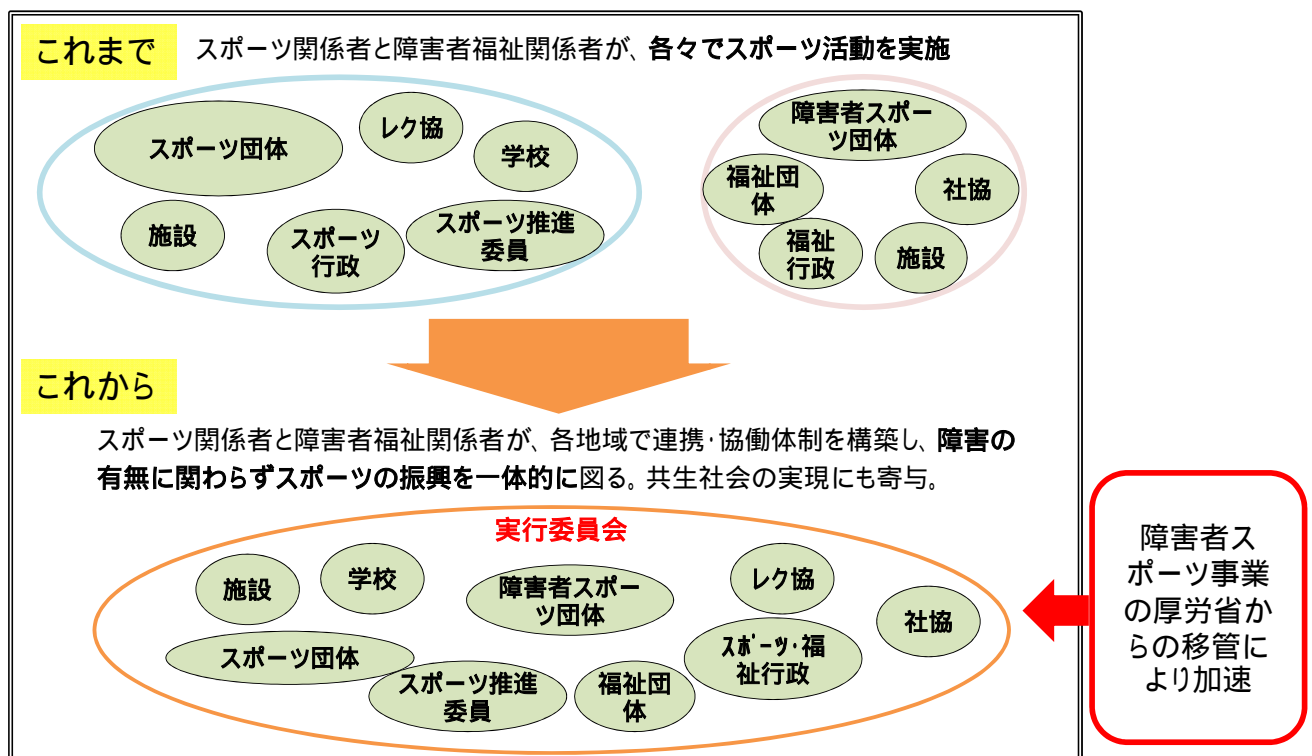 これまで
スポーツ関係者と障害者福祉関係者が、各々でスポーツ活動を実施
スポーツ団体
レク協
学校
施設
スポーツ
行政
スポーツ推進
委員
障害者スポー
ツ団体
福祉団
体
社協
福祉
行政
施設
これから
スポーツ関係者と障害者福祉関係者が、各地域で連携・協働体制を構築し、障害の
有無に関わらずスポーツの振興を一体的に図る。共生社会の実現にも寄与。
実行委員会
施設
学校
障害者スポー
ツ団体
レク協
社協
スポーツ団体
スポーツ推進
委員
福祉団
体
ｽﾎﾟｰﾂ・福
祉行政
障害者ス
ポーツ事業
の厚労省か
らの移管に
より加速